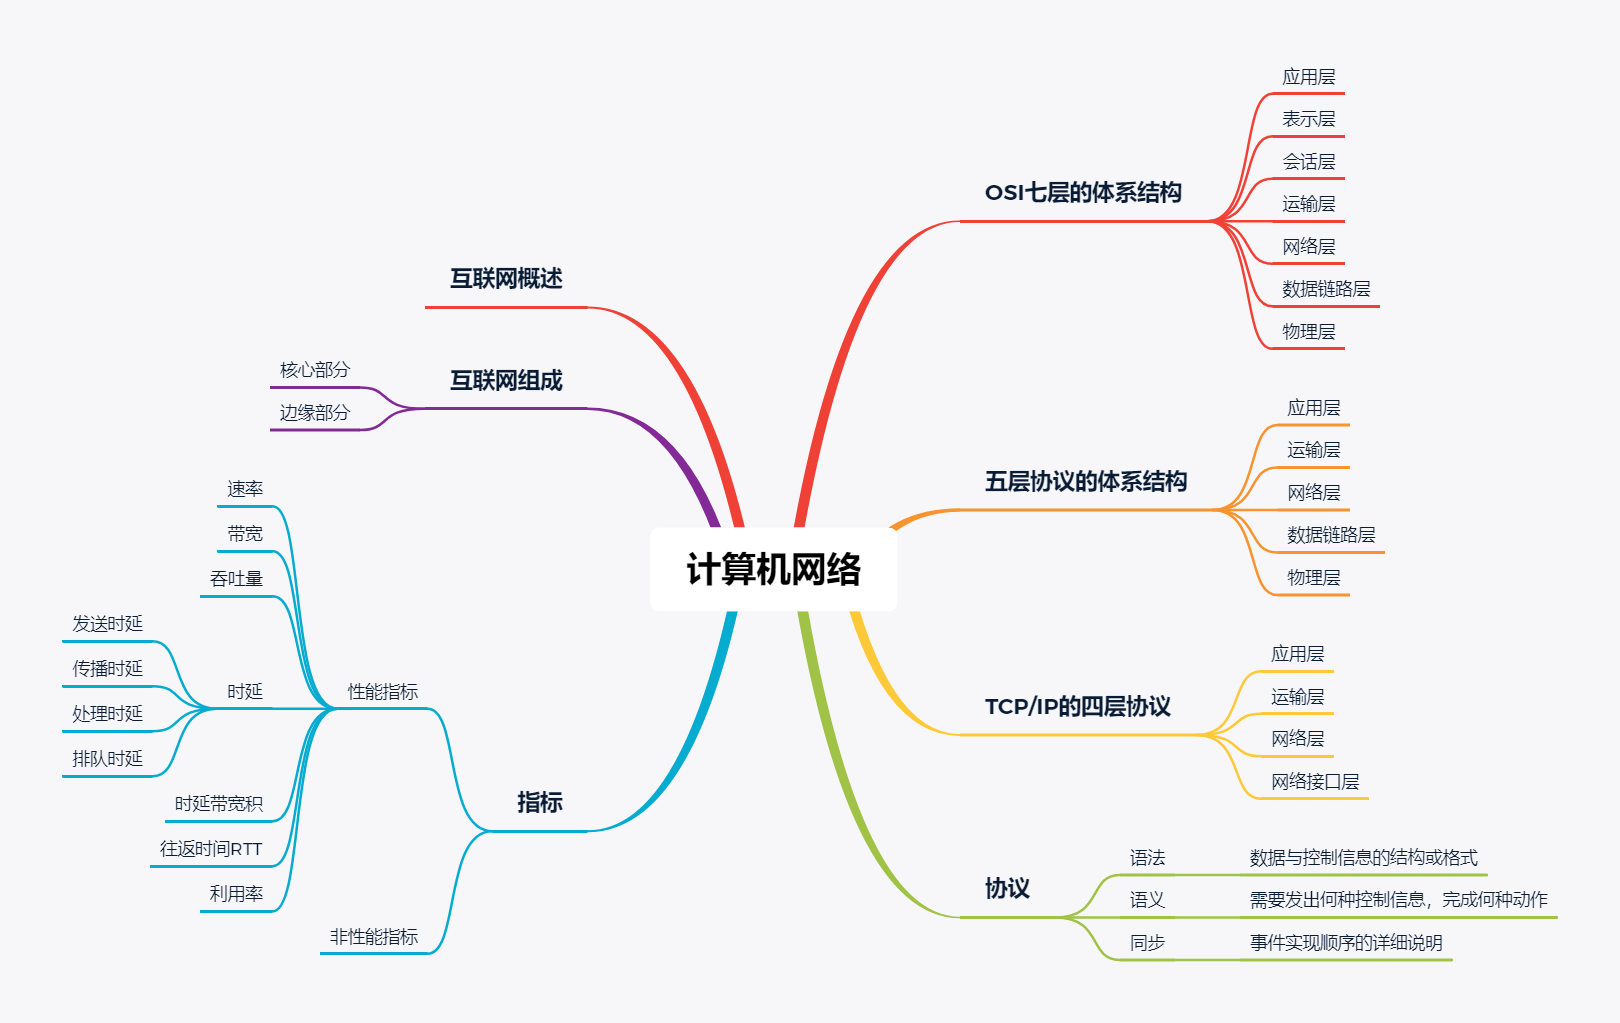 计算机网络
OSI七层的体系结构
应用层
表示层
会话层
运输层
网络层
数据链路层
物理层
五层协议的体系结构
应用层
运输层
网络层
数据链路层
物理层
TCP/IP的四层协议
应用层
运输层
网络层
网络接口层
协议
语法
数据与控制信息的结构或格式
语义
需要发出何种控制信息，完成何种动作
同步
事件实现顺序的详细说明
互联网概述
互联网组成
核心部分
边缘部分
指标
性能指标
速率
带宽
吞吐量
时延
发送时延
传播时延
处理时延
排队时延
时延带宽积
往返时间RTT
利用率
非性能指标